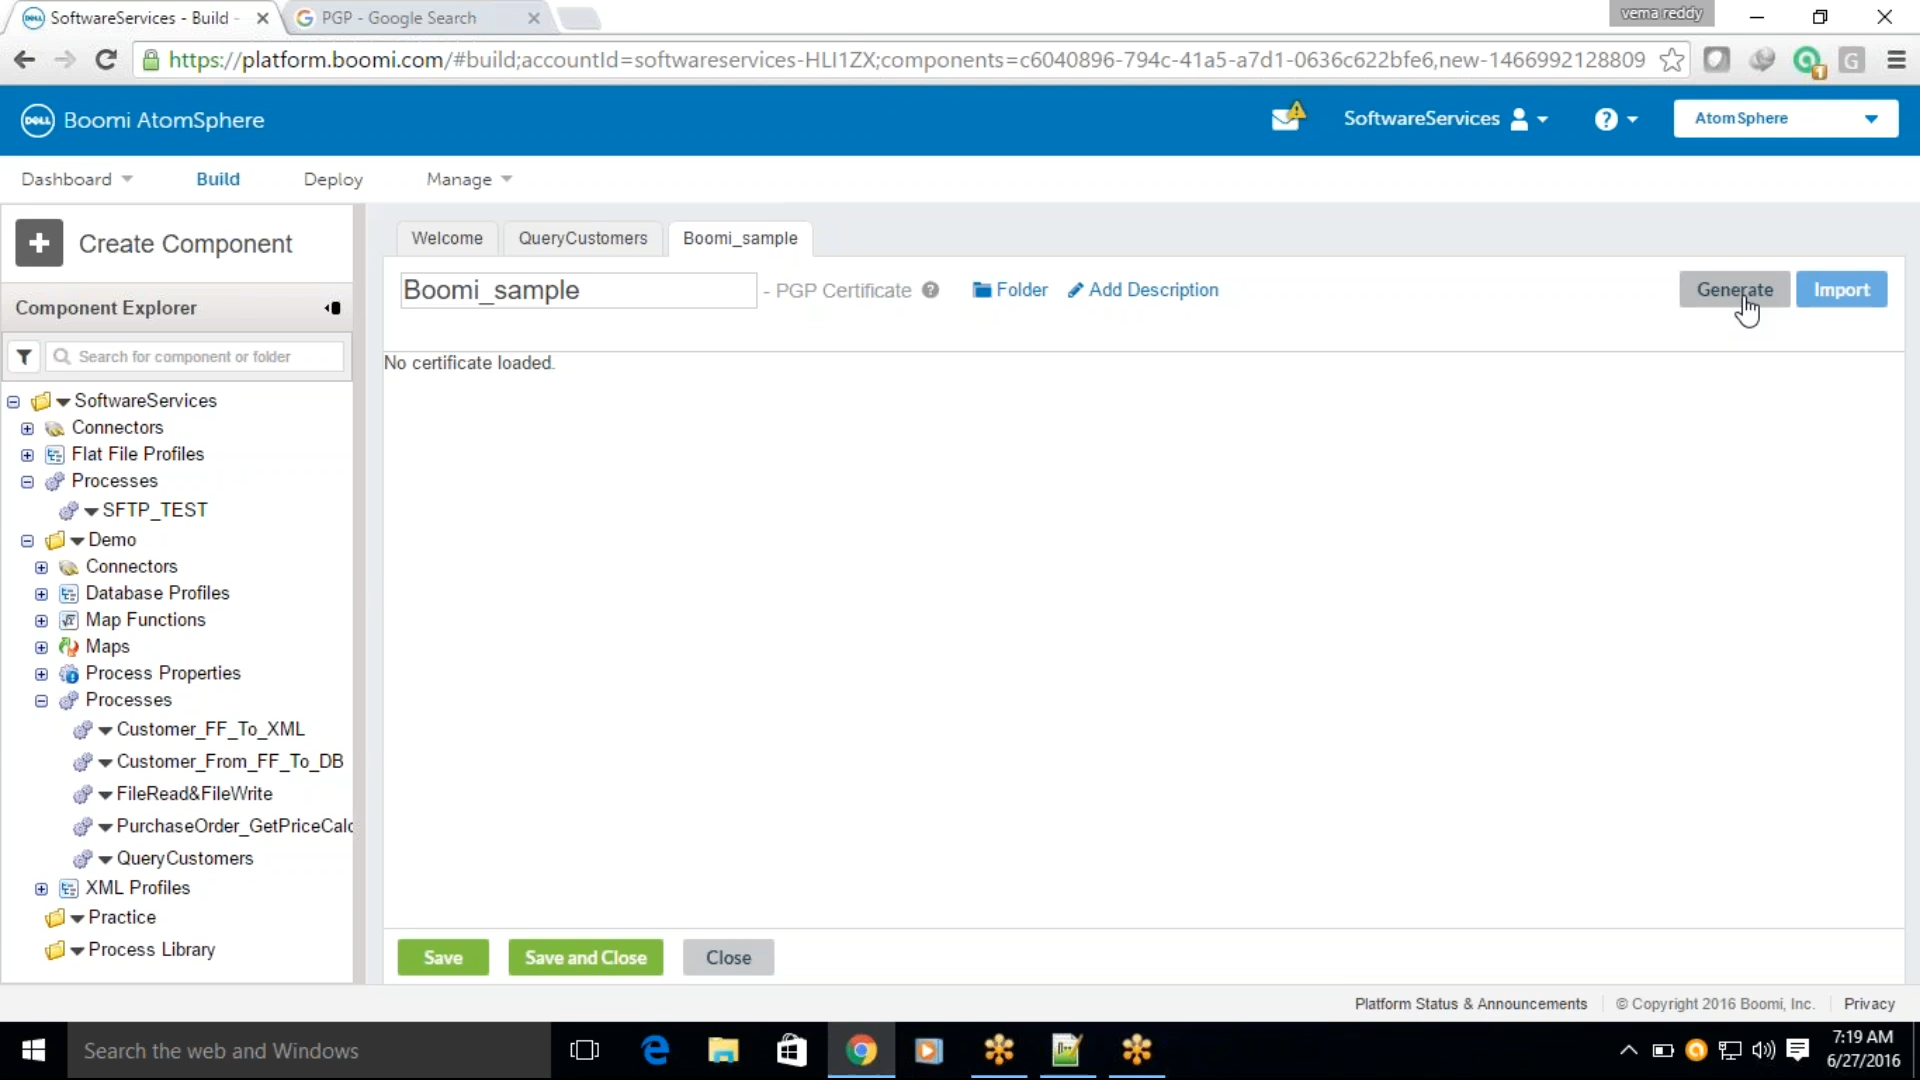 SoftwareServices - Build -
PGP - Google Search
vema reddy
https://platform.boomi.com/#build;accountId=softwareservices-HLI1ZX;components=c6040896-794c-41a5-a7d1-0636c622bfe6,new-1466992128809
G
DELL
Boomi AtomSphere
SoftwareServices
AtomSphere
Dashboard
Build
Deploy
Manage
Create Component
Welcome
QueryCustomers
Boomi_sample
Boomi_sample
- PGP Certificate
Folder
Add Description
Generate
Import
Component Explorer
Search for component or folder
No certificate loaded.
SoftwareServices
Connectors
Flat File Profiles
Processes
SFTP_TEST
Demo
Connectors
Database Profiles
Map Functions
Maps
Process Properties
Processes
Customer_FF_To_XML
Customer_From_FF_To_DB
FileRead&FileWrite
PurchaseOrder_GetPriceCalc
QueryCustomers
XML Profiles
Practice
Process Library
Save
Save and Close
Close
Platform Status & Announcements
© Copyright 2016 Boomi, Inc.
Privacy
Search the web and Windows
7:19 AM
6/27/2016